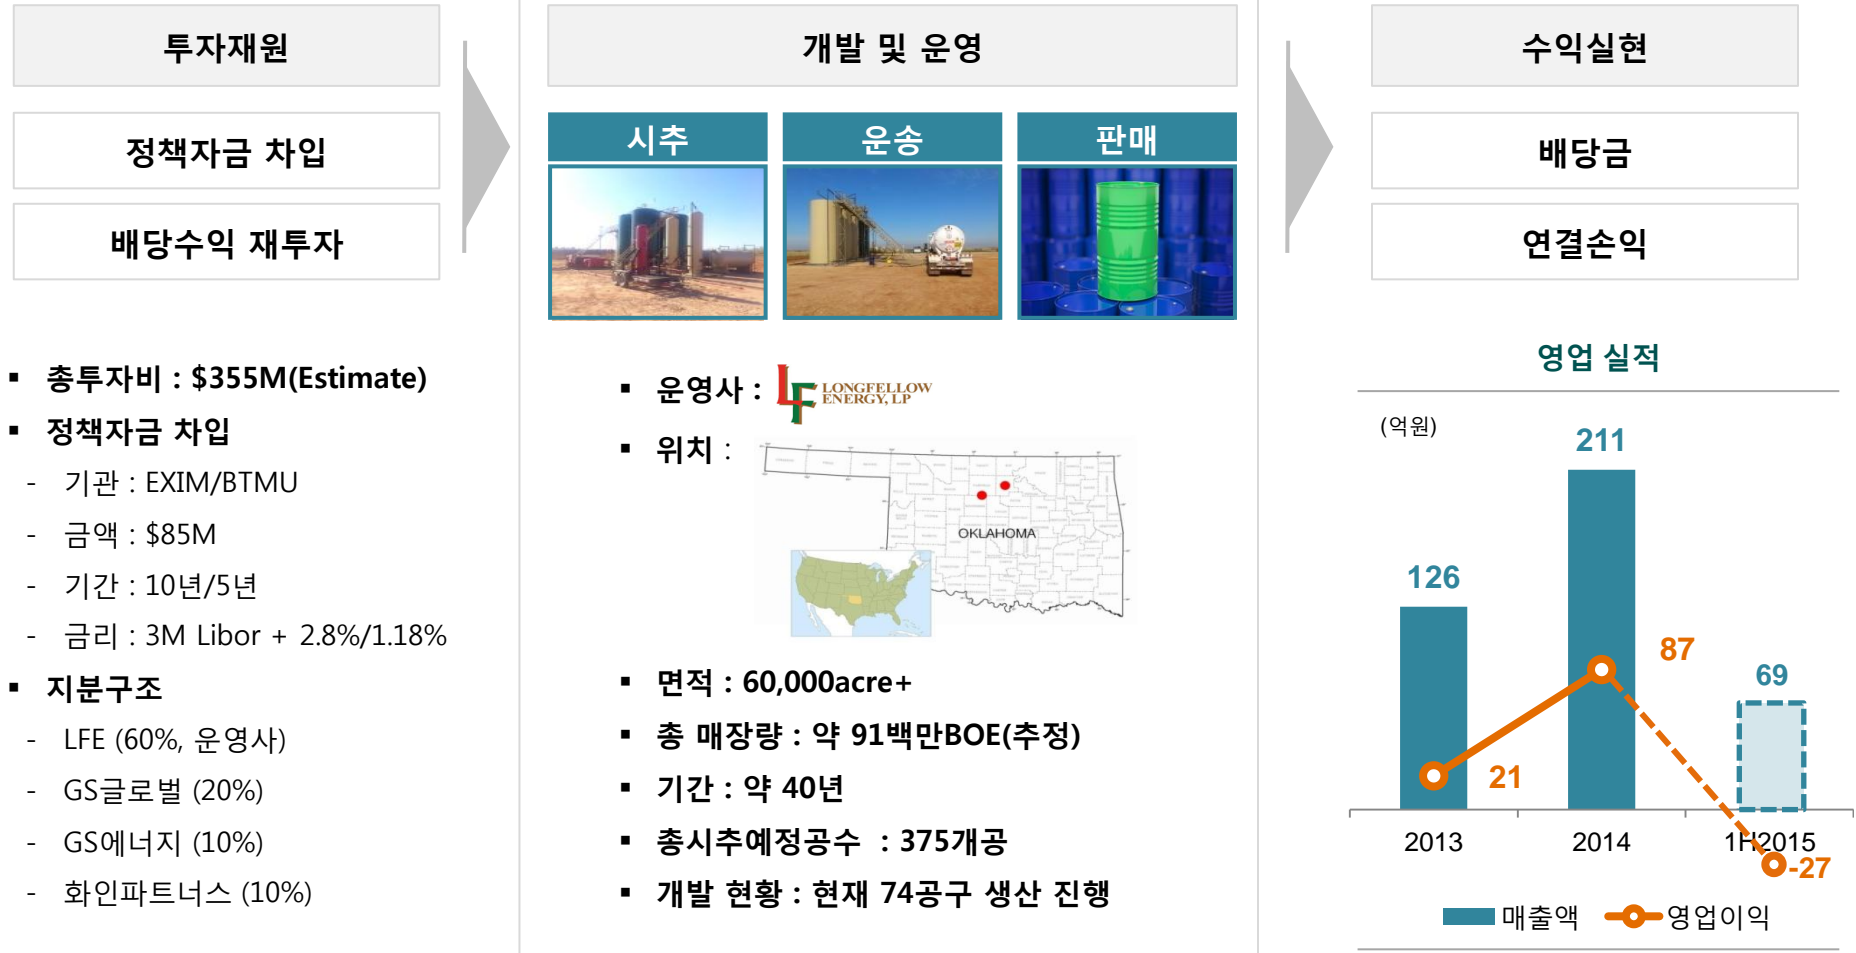 투자재원
정책자금 차입
배당수익 재투자
▪ 총투자비 : $355M(Estimate)
▪ 정책자금 차입
- 기관 : EXIM/BTMU
- 금액 : $85M
- 기간 : 10년/5년
- 금리 : 3M Libor + 2.8%/1.18%
▪ 지분구조
- LFE (60%, 운영사)
- GS글로벌 (20%)
- GS에너지 (10%)
- 화인파트너스 (10%)
개발 및 운영
시추 운송 판매
▪ 운영사 : LF LONGFELLOW
ENERGY, LP
▪ 위치 :
OKLAHOMA
▪ 면적 : 60,000acre+
▪ 총 매장량 : 약 91백만BOE(추정)
▪ 기간 : 약 40년
▪ 총시추예정공수 : 375개공
▪ 개발 현황 : 현재 74공구 생산 진행
수익실현
배당금
연결손익
영업 실적
(억원)
211
126
87
69
21
2013 2014 1H2015
-27
매출액 영업이익